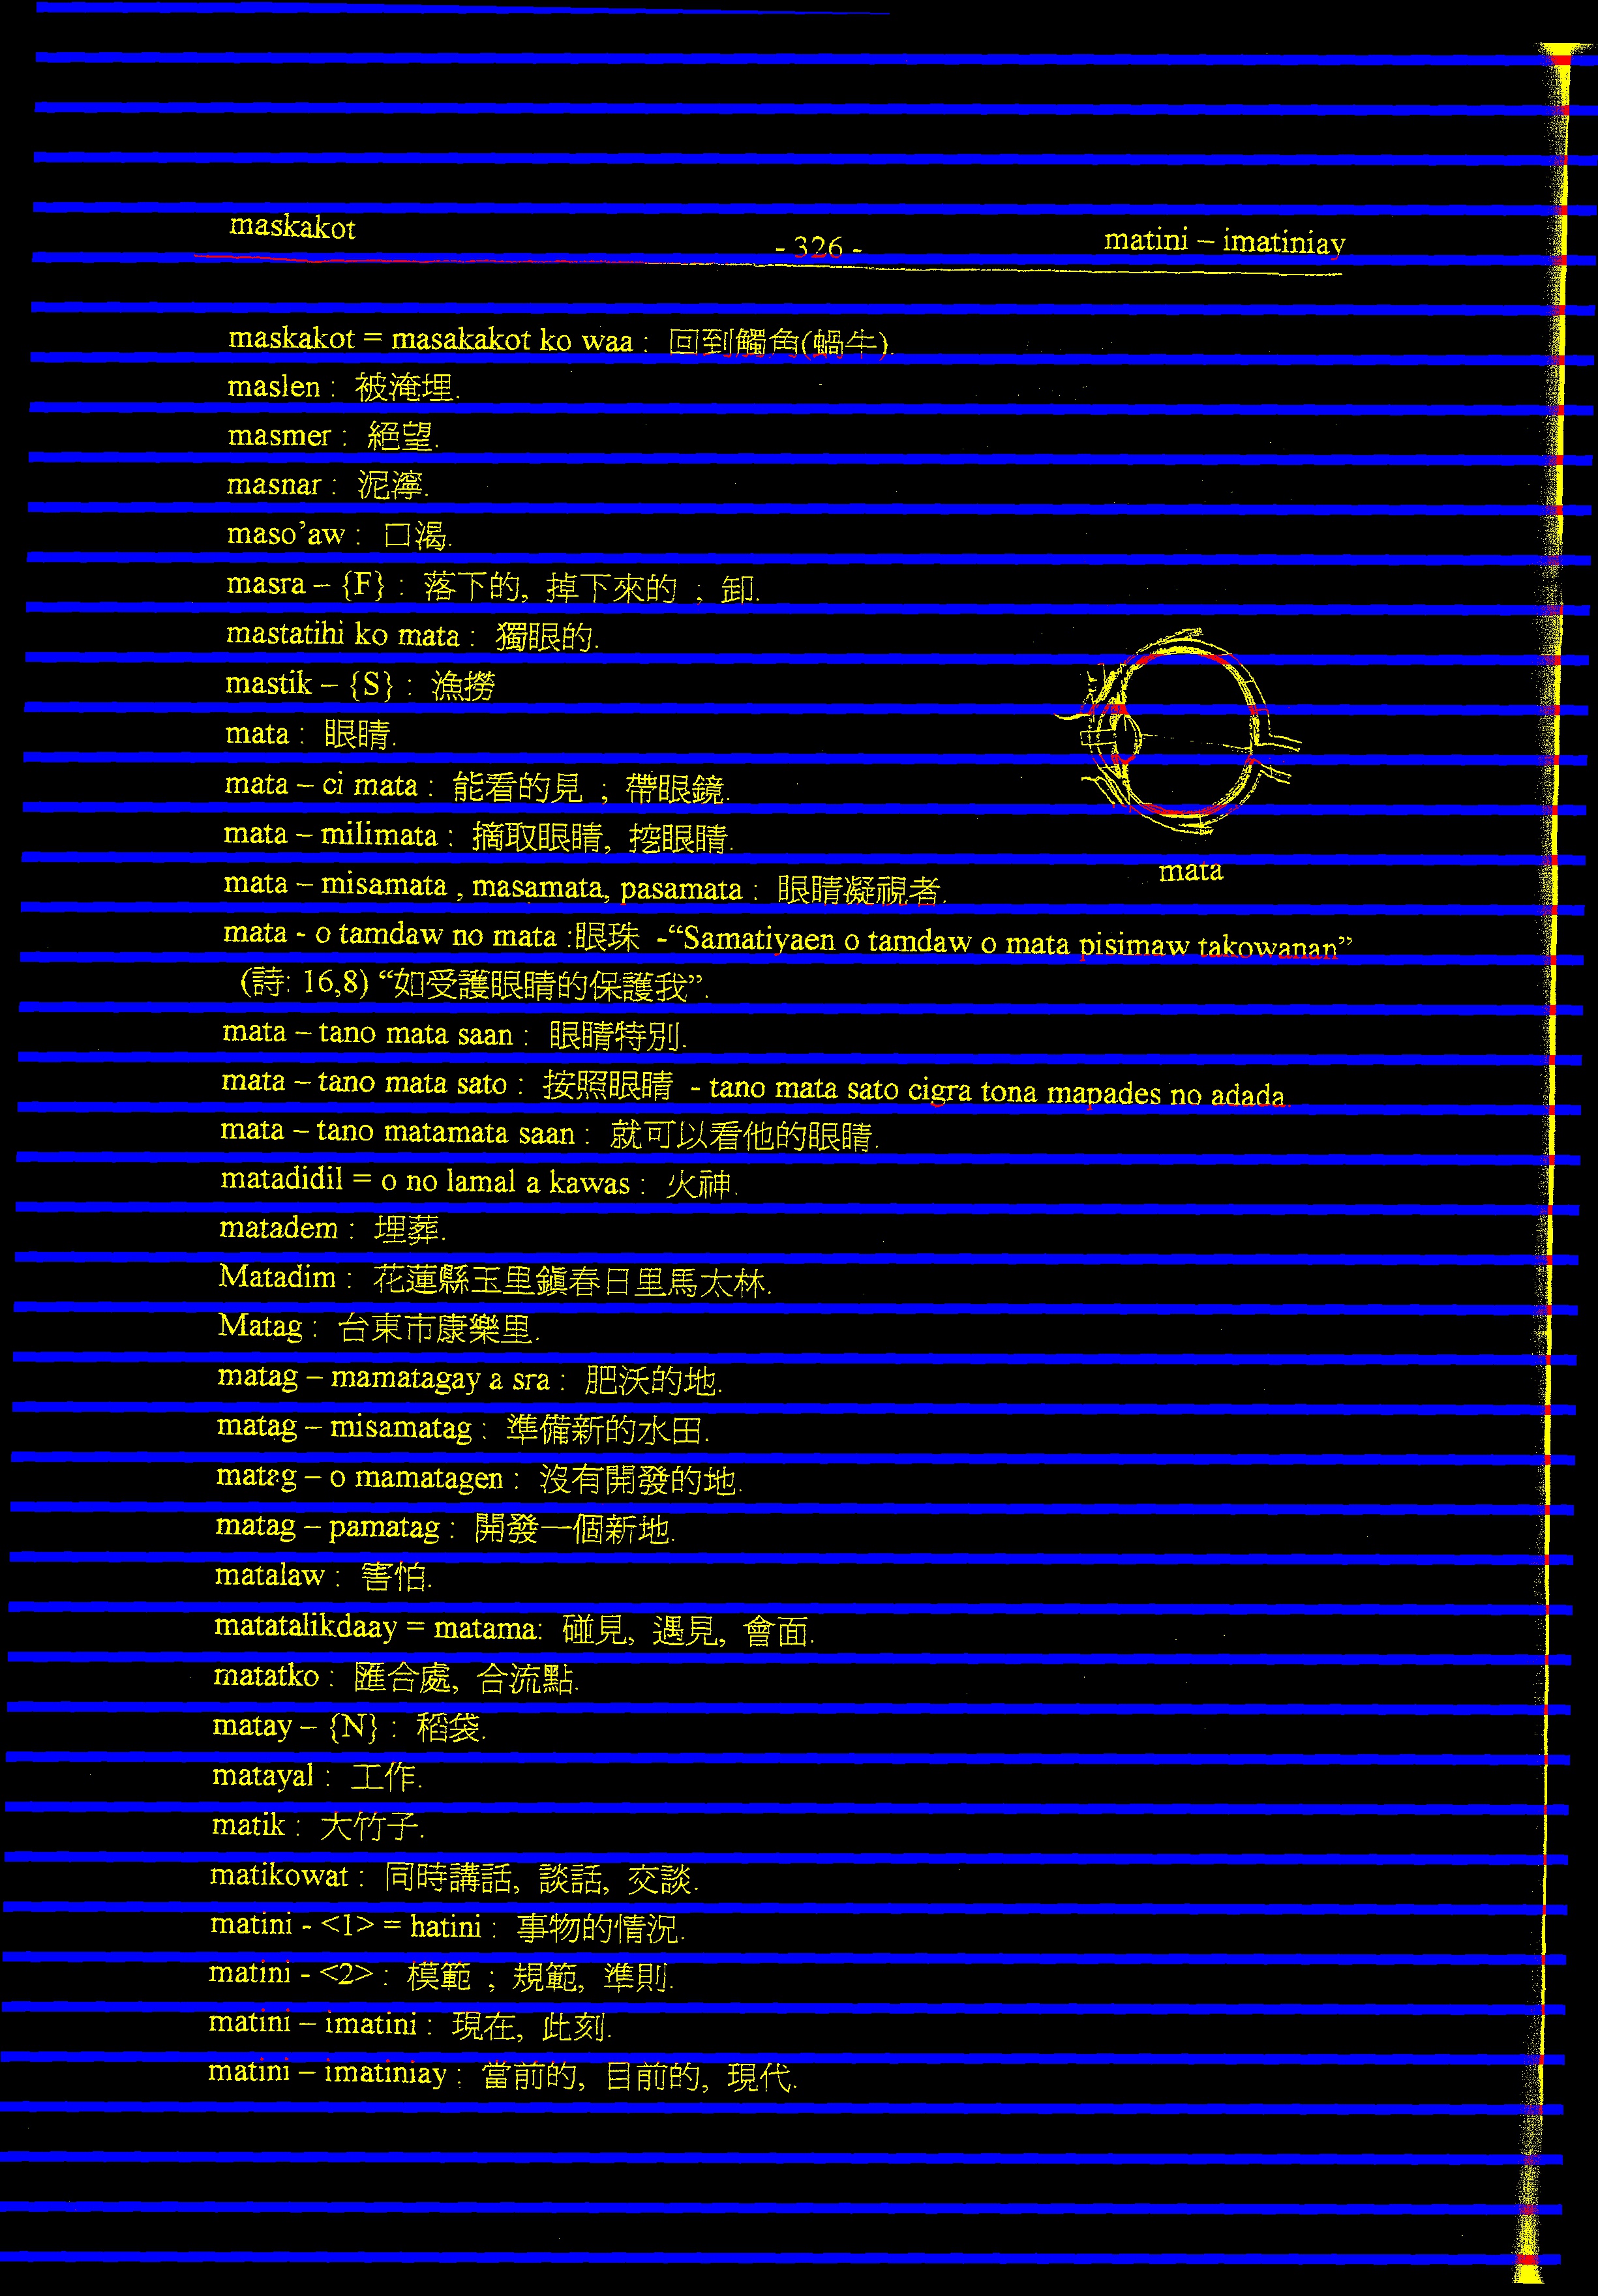 maskakot - 326 - matini – imatiniay
maskakot = masakakot ko waa : 回到觸角(蝸牛).
maslen : 被淹埋.
masmer : 絕望.
masnar : 泥濘.
maso’aw : 口渴.
masra – {F} : 落下的, 掉下來的 ; 卸.
mastatihi ko mata : 獨眼的.
mastik – {S} : 漁撈
mata : 眼睛.
mata – ci mata : 能看的見 ; 帶眼鏡.
mata – milimata : 摘取眼睛, 挖眼睛.
mata
mata – misamata , masamata, pasamata : 眼睛凝視者.
mata - o tamdaw no mata :眼珠 -“Samatiyaen o tamdaw o mata pisimaw takowanan”
(詩: 16,8) “如受護眼睛的保護我”.
mata – tano mata saan : 眼睛特別.
mata – tano mata sato : 按照眼睛 - tano mata sato cigra tona mapades no adada.
mata – tano matamata saan : 就可以看他的眼睛.
matadidil = o no lamal a kawas : 火神.
matadem : 埋葬.
Matadim : 花蓮縣玉里鎮春日里馬太林.
Matag : 台東市康樂里.
matag – mamatagay a sra : 肥沃的地.
matag – misamatag : 準備新的水田.
matag – o mamatagen : 沒有開發的地.
matag – pamatag : 開發一個新地.
matalaw : 害怕.
matatalikdaay = matama: 碰見, 遇見, 會面.
matatko : 匯合處, 合流點.
matay – {N} : 稻袋.
matayal : 工作.
matik : 大竹子.
matikowat : 同時講話, 談話, 交談.
matini - <1> = hatini : 事物的情況.
matini - <2> : 模範 ; 規範, 準則.
matini – imatini : 現在, 此刻.
matini – imatiniay : 當前的, 目前的, 現代.